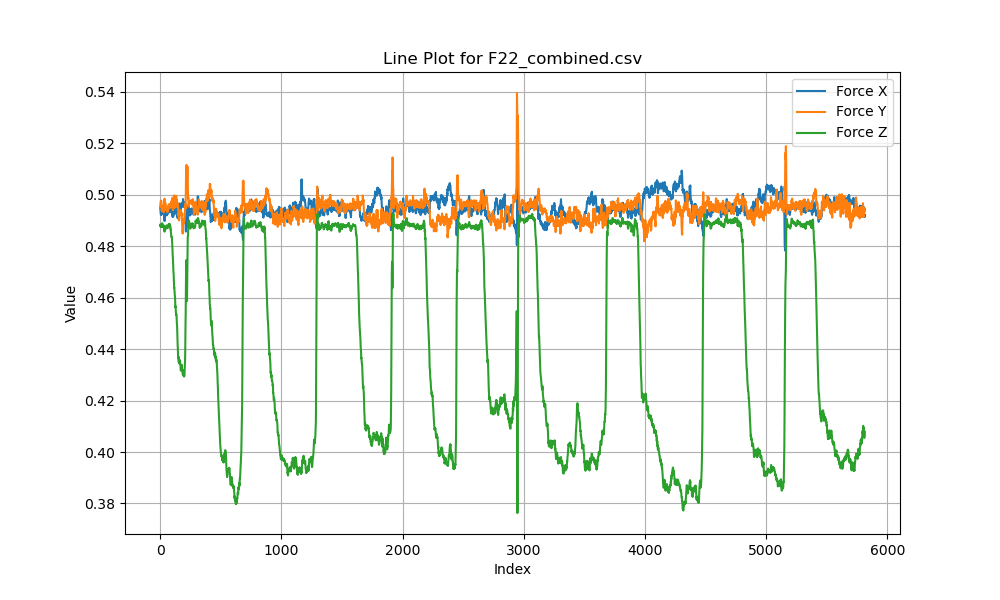 Line Plot for F22_combined.csv
Force X
Force Y
Force Z
0.54
0.52
0.50
0.48
0.46
0.44
0.42
0.40
0.38
Value
0 1000 2000 3000 4000 5000 6000
Index